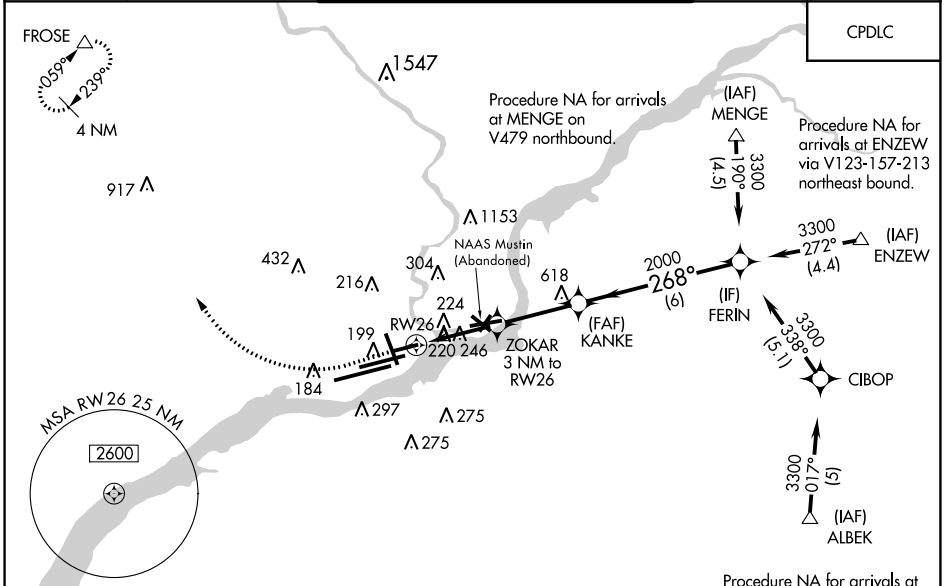 CPDLC
FROSE
059°
239°
4 NM
1547
Procedure NA for arrivals
at MENGE on
V479 northbound.
(IAF)
MENGE
3300
190°
(4.5)
Procedure NA for
arrivals at ENZEW
via V123-157-213
northeast bound.
917
1153
NAAS Mustin
(Abandoned)
3300
272°
(4.4)
(IAF)
ENZEW
432
216
304
618
2000
268°
(6)
(IF)
FERIN
224
199
RW26
220
246
ZOKAR
3 NM to
RW26
(FAF)
KANKE
3300
338°
(5.1)
CIBOP
184
297
275
275
MSA RW 26 25 NM
2600
3300
017°
(5)
(IAF)
ALBEK
Procedure NA for arrivals at